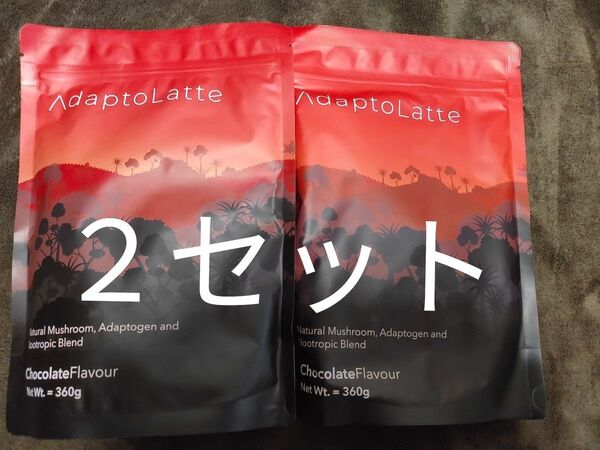 AdaptoLatte
AdaptoLatte
２セット
Natural Mushroom, Adaptogen and
Nootropic Blend
ChocolateFlavour
Net Wt. = 360g
Natural Mushroom, Adaptogen and
Nootropic Blend
ChocolateFlavour
Net Wt. = 360g